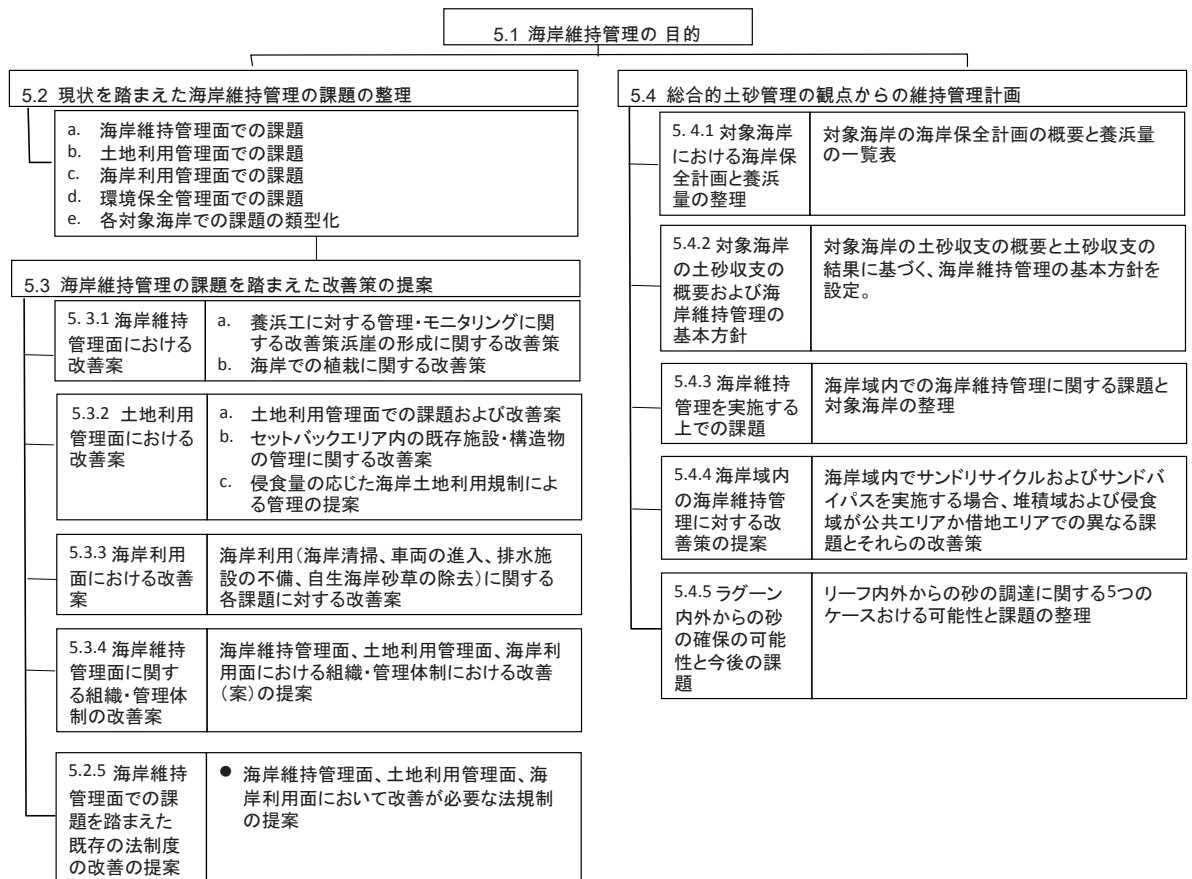 5.1 海岸維持管理の 目的
5.2 現状を踏まえた海岸維持管理の課題の整理
a. 海岸維持管理面での課題
b. 土地利用管理面での課題
c. 海岸利用管理面での課題
d. 環境保全管理面での課題
e. 各対象海岸での課題の類型化
5.3 海岸維持管理の課題を踏まえた改善策の提案
5. 3.1 海岸維持
管理面における
改善案
a. 養浜工に対する管理・モニタリングに関
する改善策浜崖の形成に関する改善策
b. 海岸での植栽に関する改善策
5.3.2 土地利用
管理面における
改善案
a. 土地利用管理面での課題および改善案
b. セットバックエリア内の既存施設・構造物
の管理に関する改善案
c. 侵食量の応じた海岸土地利用規制によ
る管理の提案
5.3.3 海岸利用
面における改善
案
海岸利用(海岸清掃、車両の進入、排水施
設の不備、自生海岸砂草の除去)に関する
各課題に対する改善案
5.3.4 海岸維持
管理面に関す
る組織・管理体
制の改善案
海岸維持管理面、土地利用管理面、海岸利
用面における組織・管理体制における改善
(案)の提案
5.2.5 海岸維持
管理面での課
題を踏まえた
既存の法制度
の改善の提案
● 海岸維持管理面、土地利用管理面、海
岸利用面において改善が必要な法規制
の提案
5.4 総合的土砂管理の観点からの維持管理計画
5. 4.1 対象海岸
における海岸保
全計画と養浜
量の整理
対象海岸の海岸保全計画の概要と養浜量
の一覧表
5.4.2 対象海岸
の土砂収支の
概要および海
岸維持管理の
基本方針
対象海岸の土砂収支の概要と土砂収支の
結果に基づく、海岸維持管理の基本方針を
設定。
5.4.3 海岸維持
管理を実施する
上での課題
海岸域内での海岸維持管理に関する課題と
対象海岸の整理
5.4.4 海岸域内
の海岸維持管
理に対する改
善策の提案
海岸域内でサンドリサイクルおよびサンドバ
イパスを実施する場合、堆積域および侵食
域が公共エリアか借地エリアでの異なる課
題とそれらの改善策
5.4.5 ラグーン
内外からの砂
の確保の可能
性と今後の課
題
リーフ内外からの砂の調達に関する5つの
ケースおける可能性と課題の整理